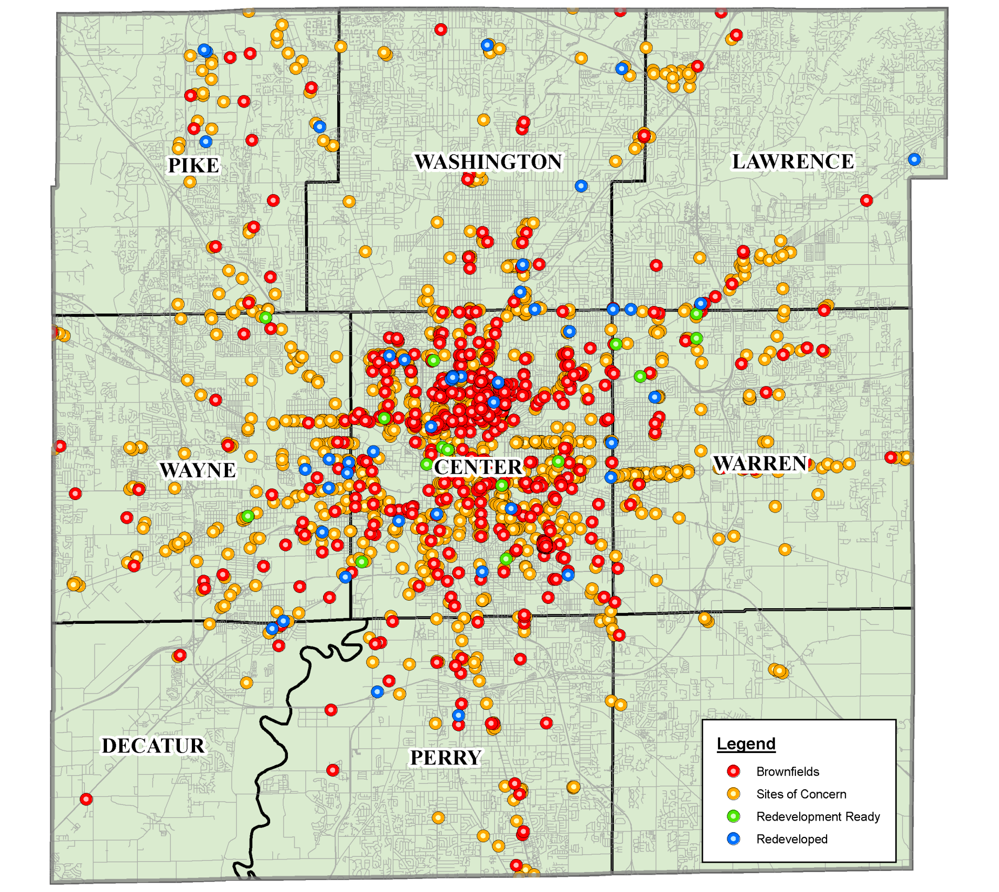 PIKE
WASHINGTON
LAWRENCE
WAYNE
CENTER
WARREN
DECATUR
PERRY
Legend
Brownfields
Sites of Concern
Redevelopment Ready
Redeveloped